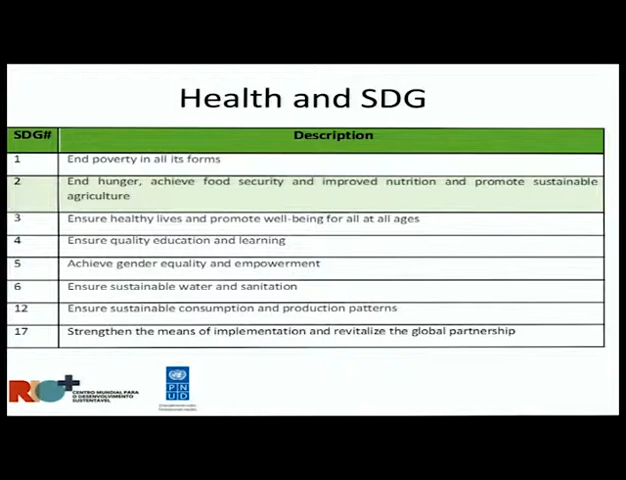 Health and SDG
SDG# Description
1 End poverty in all its forms
2 End hunger, achieve food security and improved nutrition and promote sustainable
agriculture
3 Ensure healthy lives and promote well-being for all at all ages
4 Ensure quality education and learning
5 Achieve gender equality and empowerment
6 Ensure sustainable water and sanitation
12 Ensure sustainable consumption and production patterns
17 Strengthen the means of implementation and revitalize the global partnership
RIO+
CENTRO MUNDIAL PARA
O DESENVOLVIMENTO
SUSTENTÁVEL
PN
UD